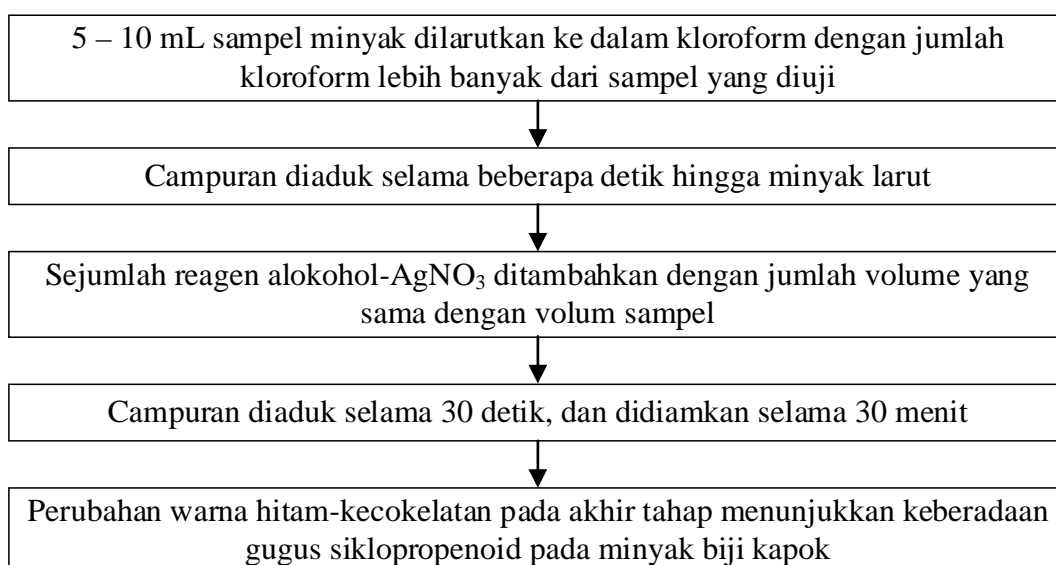 5 – 10 mL sampel minyak dilarutkan ke dalam kloroform dengan jumlah
kloroform lebih banyak dari sampel yang diuji
Campuran diaduk selama beberapa detik hingga minyak larut
Sejumlah reagen alokohol-AgNO₃ ditambahkan dengan jumlah volume yang
sama dengan volum sampel
Campuran diaduk selama 30 detik, dan didiamkan selama 30 menit
Perubahan warna hitam-kecokelatan pada akhir tahap menunjukkan keberadaan
gugus siklopropenoid pada minyak biji kapok